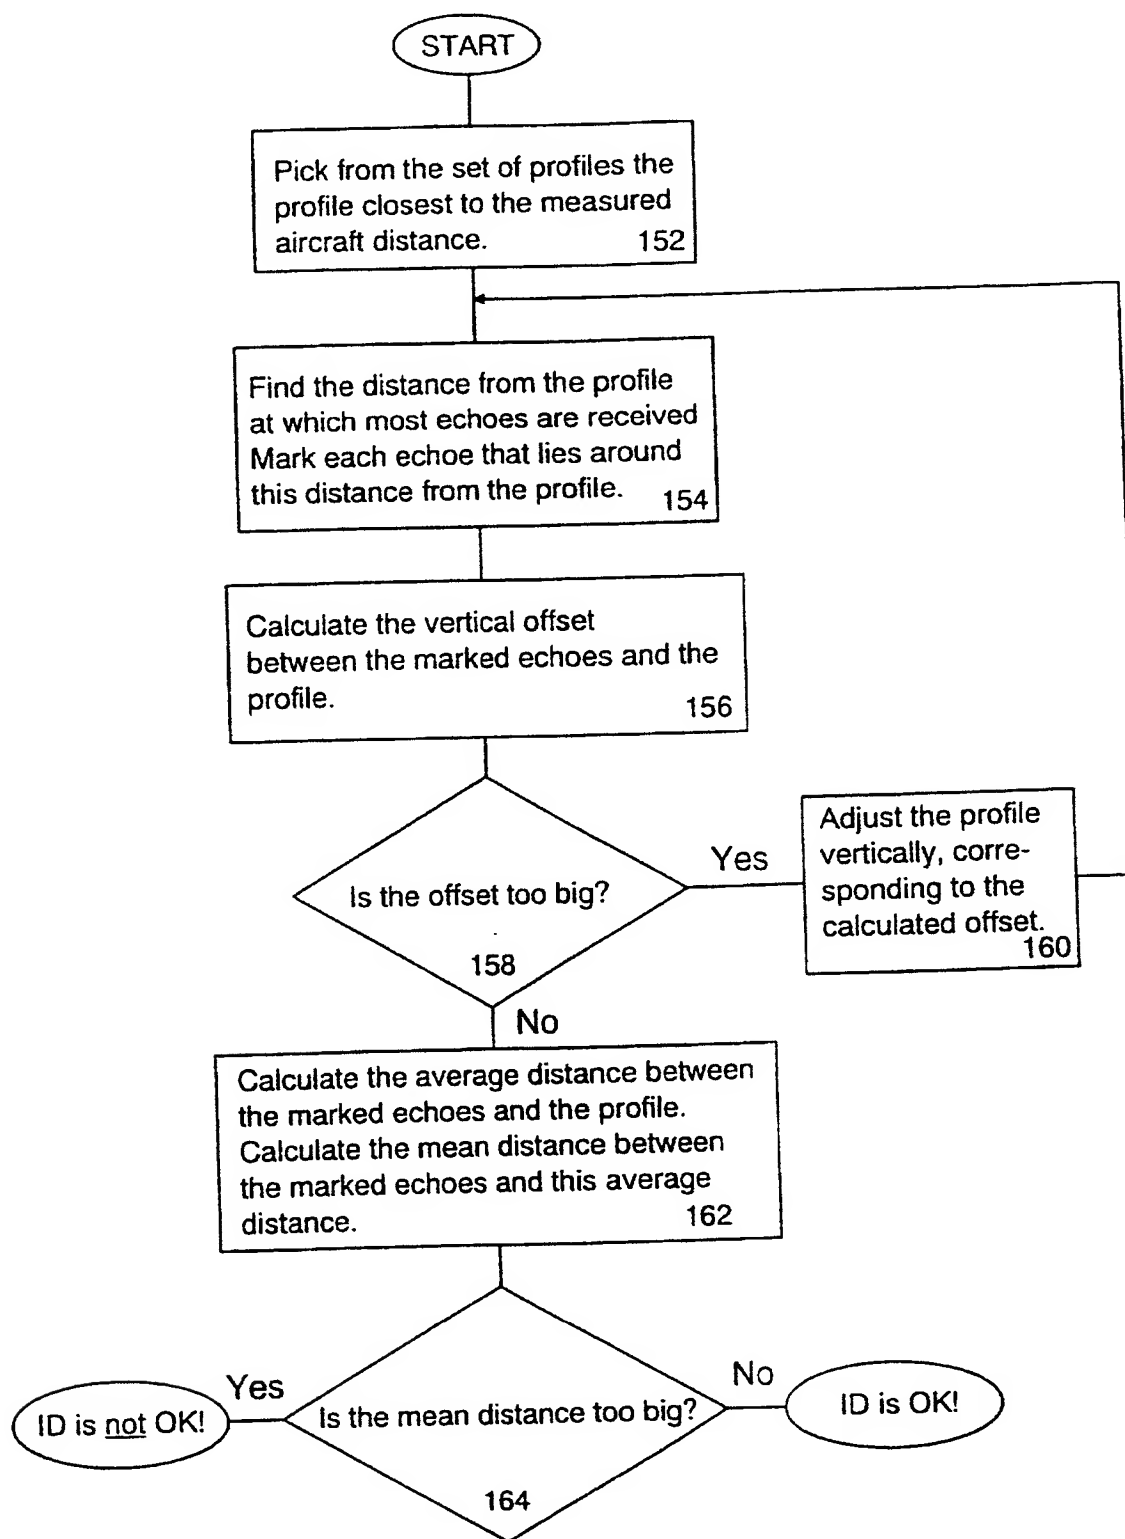 START
Pick from the set of profiles the
profile closest to the measured
aircraft distance.
152
Find the distance from the profile
at which most echoes are received
Mark each echo that lies around
this distance from the profile.
154
Calculate the vertical offset
between the marked echoes and the
profile.
156
Is the offset too big?
158
Yes
Adjust the profile
vertically, corre-
sponding to the
calculated offset.
160
No
Calculate the average distance between
the marked echoes and the profile.
Calculate the mean distance between
the marked echoes and this average
distance.
162
Is the mean distance too big?
164
Yes
ID is not OK!
No
ID is OK!